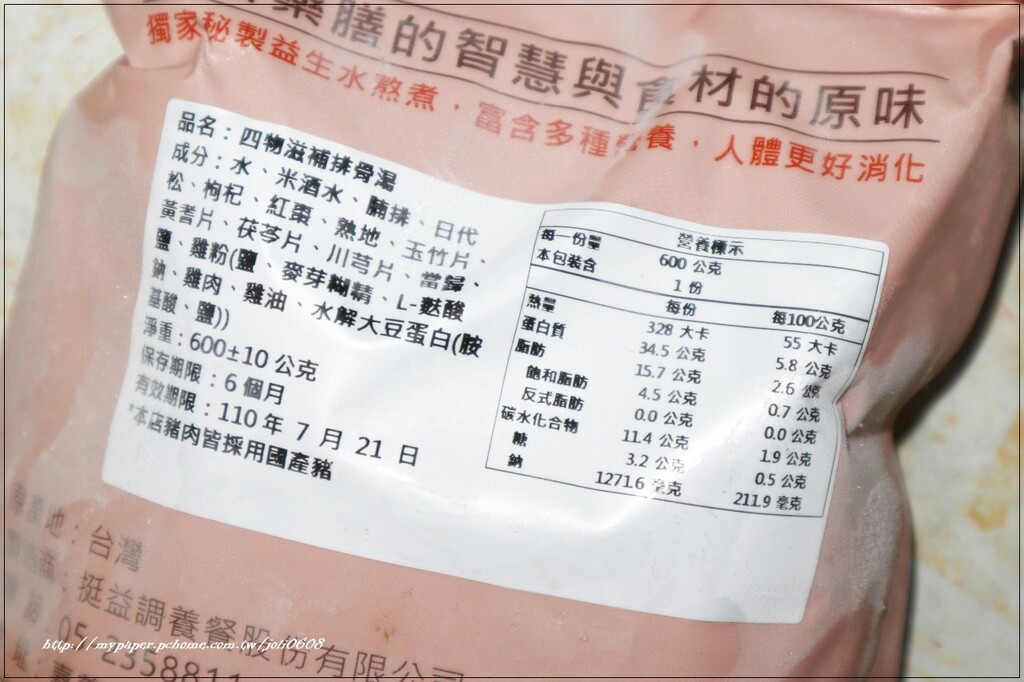 藥膳的智慧與食材的原味
獨家秘製益生水熬煮，富含多種營養，人體更好消化
品名：四物滋補排骨湯
成分：水、米酒水、腩排、日代
松、枸杞、紅棗、熟地、玉竹片、
黃耆片、茯苓片、川芎片、當歸、
鹽、雞粉(鹽、麥芽糊精、L-麩酸
鈉、雞肉、雞油、水解大豆蛋白(胺
基酸、鹽))
淨重：600±10 公克
保存期限：6 個月
有效期限：110 年 7 月 21 日
*本店豬肉皆採用國產豬
營養標示
每一份量 600 公克
本包裝含 1 份
每份 每100公克
熱量 328 大卡 55 大卡
蛋白質 34.5 公克 5.8 公克
脂肪 15.7 公克 2.6 公克
飽和脂肪 4.5 公克 0.7 公克
反式脂肪 0.0 公克 0.0 公克
碳水化合物 11.4 公克 1.9 公克
糖 3.2 公克 0.5 公克
鈉 1271.6 毫克 211.9 毫克
原產地：台灣
挺益調養餐股份有限公司
05 2358811
http://mypaper.pchome.com.tw/joli0608